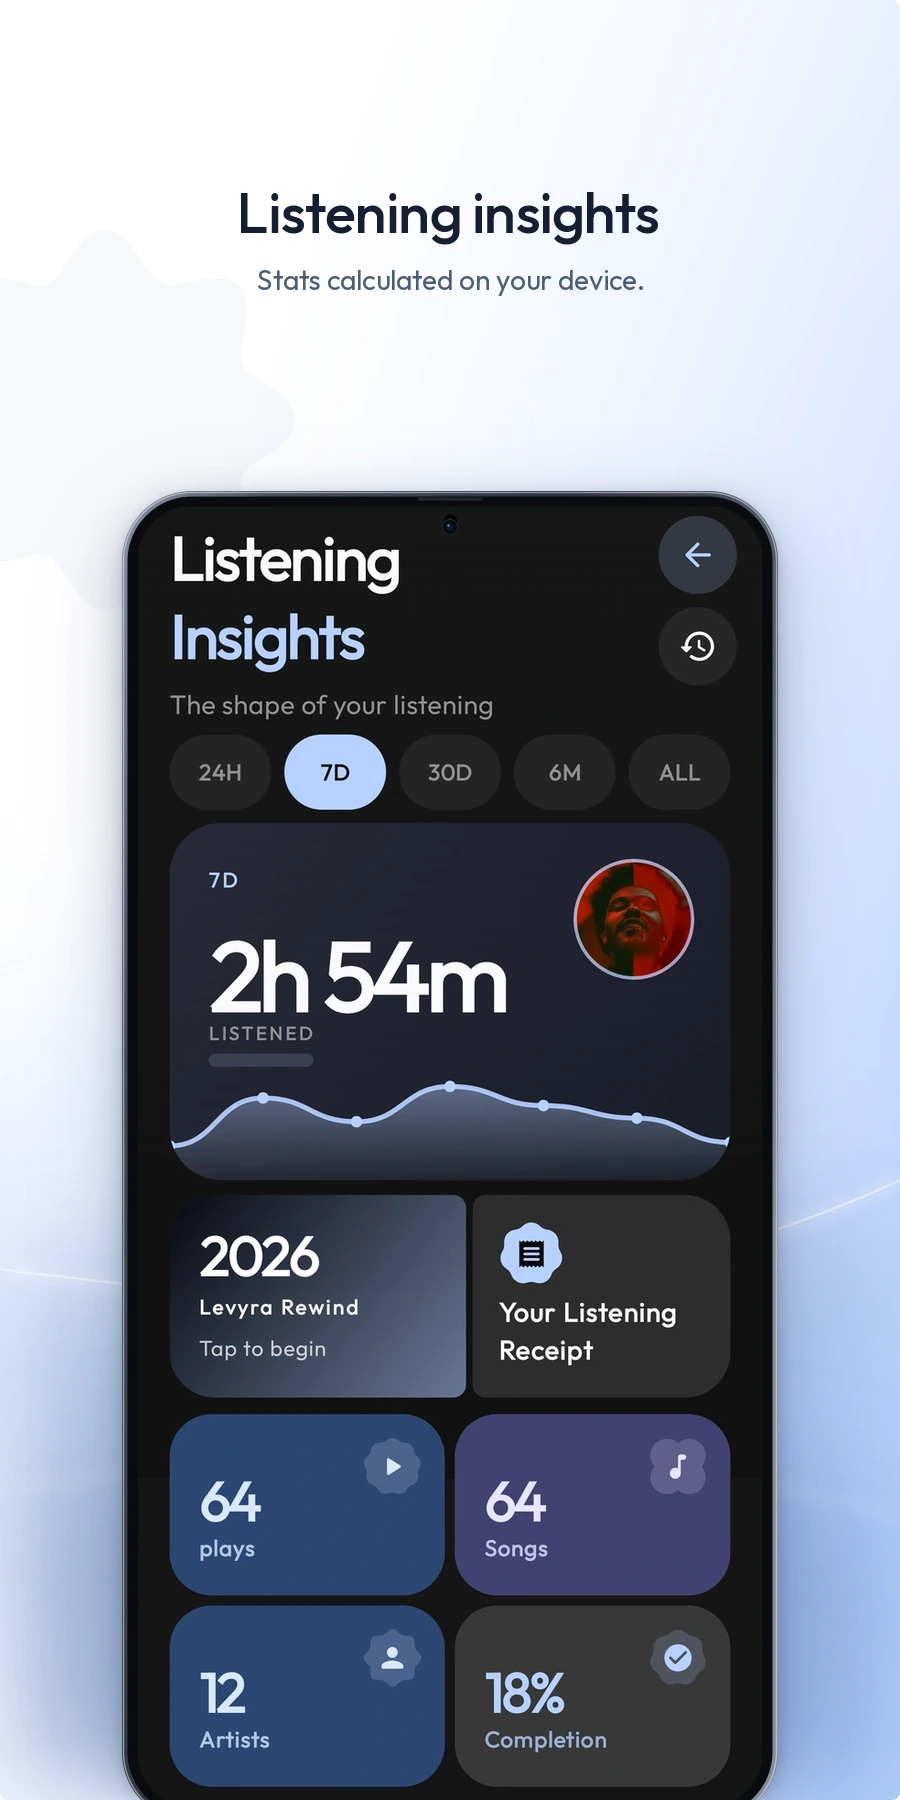 Listening insights
Stats calculated on your device.
Listening
Insights
The shape of your listening
24H
7D
30D
6M
ALL
7D
2h 54m
LISTENED
2026
Levyra Rewind
Tap to begin
Your Listening
Receipt
64
plays
64
Songs
12
Artists
18%
Completion